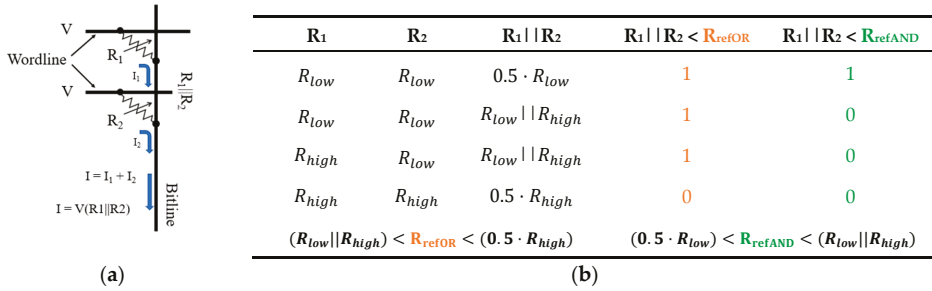 (a)
V
R₁
Wordline
I₁
R₁||R₂
V
R₂
I₂
I = I₁ + I₂
I = V(R1||R2)
Bitline
(a)
R₁ R₂ R₁||R₂ R₁||R₂ < RrefOR R₁||R₂ < RrefAND
Rlow Rlow 0.5 · Rlow 1 1
Rlow Rlow Rlow||Rhigh 1 0
Rhigh Rlow Rlow||Rhigh 1 0
Rhigh Rhigh 0.5 · Rhigh 0 0
(Rlow||Rhigh) < RrefOR < (0.5 · Rhigh) (0.5 · Rlow) < RrefAND < (Rlow||Rhigh)
(b)